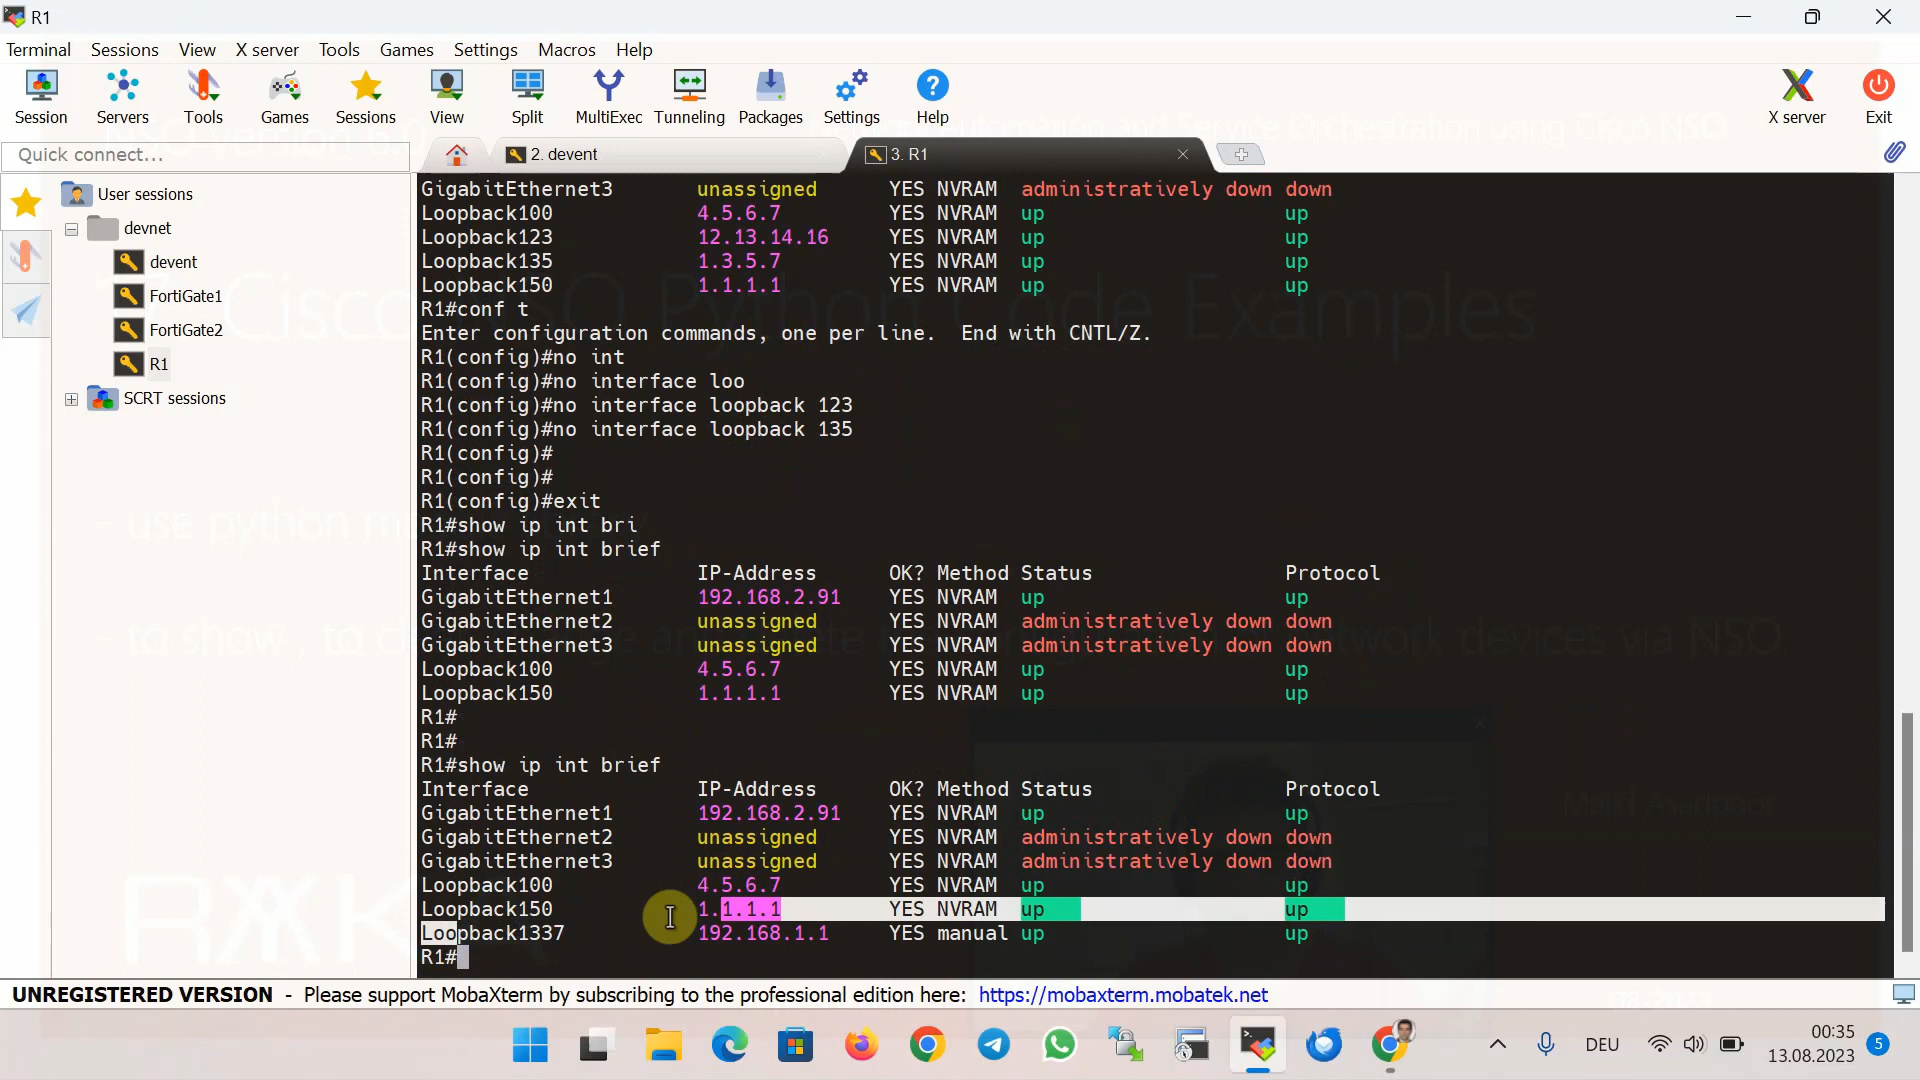 R1
Terminal Sessions View X server Tools Games Settings Macros Help
Session Servers Tools Games Sessions View Split MultiExec Tunneling Packages Settings Help X server Exit
Quick connect...
2. devent
3. R1
User sessions
devnet
devent
FortiGate1
FortiGate2
R1
SCRT sessions
GigabitEthernet3 unassigned YES NVRAM administratively down down
Loopback100 4.5.6.7 YES NVRAM up up
Loopback123 12.13.14.16 YES NVRAM up up
Loopback135 1.3.5.7 YES NVRAM up up
Loopback150 1.1.1.1 YES NVRAM up up
R1#conf t
Enter configuration commands, one per line. End with CNTL/Z.
R1(config)#no int
R1(config)#no interface loo
R1(config)#no interface loopback 123
R1(config)#no interface loopback 135
R1(config)#
R1(config)#
R1(config)#exit
R1#show ip int bri
R1#show ip int brief
Interface IP-Address OK? Method Status Protocol
GigabitEthernet1 192.168.2.91 YES NVRAM up up
GigabitEthernet2 unassigned YES NVRAM administratively down down
GigabitEthernet3 unassigned YES NVRAM administratively down down
Loopback100 4.5.6.7 YES NVRAM up up
Loopback150 1.1.1.1 YES NVRAM up up
R1#
R1#
R1#show ip int brief
Interface IP-Address OK? Method Status Protocol
GigabitEthernet1 192.168.2.91 YES NVRAM up up
GigabitEthernet2 unassigned YES NVRAM administratively down down
GigabitEthernet3 unassigned YES NVRAM administratively down down
Loopback100 4.5.6.7 YES NVRAM up up
Loopback150 1.1.1.1 YES NVRAM up up
Loopback1337 192.168.1.1 YES manual up up
R1#
UNREGISTERED VERSION - Please support MobaXterm by subscribing to the professional edition here: https://mobaxterm.mobatek.net
DEU
00:35
13.08.2023
5